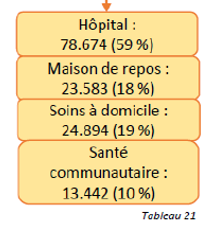 Hôpital :
78.674 (59 %)
Maison de repos :
23.583 (18 %)
Soins à domicile :
24.894 (19 %)
Santé
communautaire :
13.442 (10 %)
Tableau 21